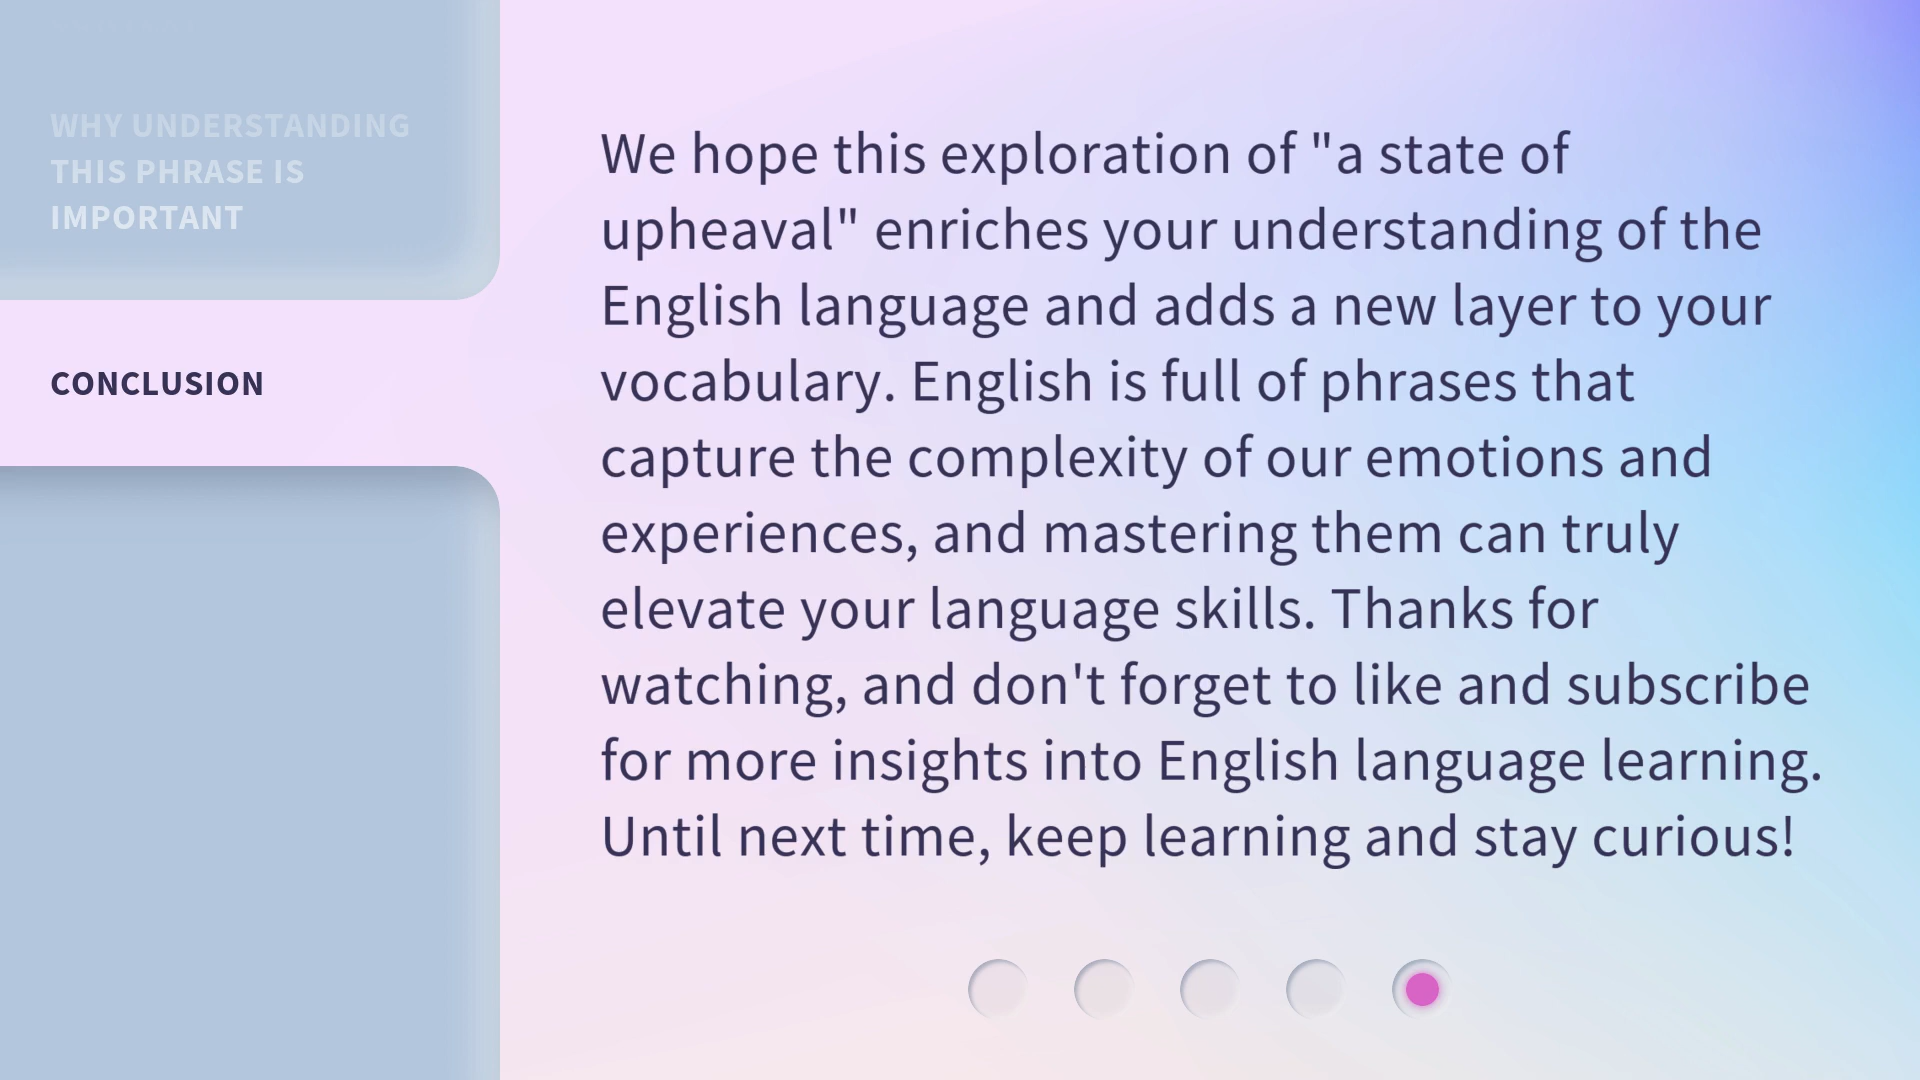 WHY UNDERSTANDING
THIS PHRASE IS
IMPORTANT
CONCLUSION
We hope this exploration of "a state of
upheaval" enriches your understanding of the
English language and adds a new layer to your
vocabulary. English is full of phrases that
capture the complexity of our emotions and
experiences, and mastering them can truly
elevate your language skills. Thanks for
watching, and don't forget to like and subscribe
for more insights into English language learning.
Until next time, keep learning and stay curious!